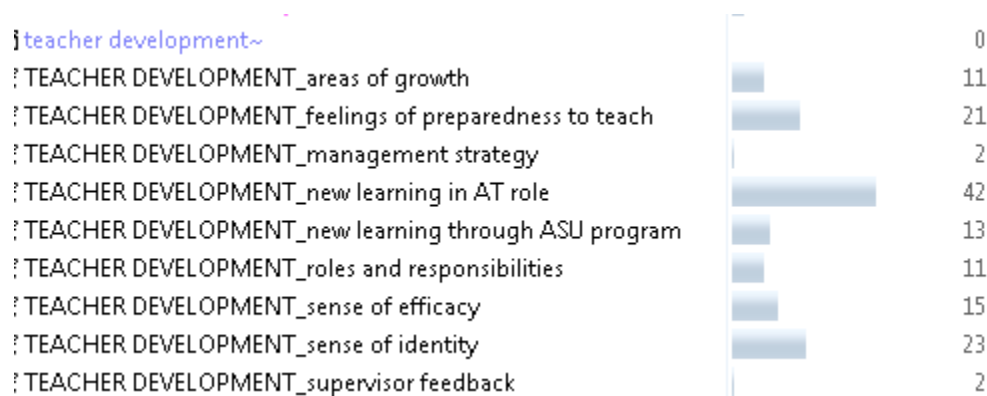 teacher development~ 0
TEACHER DEVELOPMENT_areas of growth 11
TEACHER DEVELOPMENT_feelings of preparedness to teach 21
TEACHER DEVELOPMENT_management strategy 2
TEACHER DEVELOPMENT_new learning in AT role 42
TEACHER DEVELOPMENT_new learning through ASU program 13
TEACHER DEVELOPMENT_roles and responsibilities 11
TEACHER DEVELOPMENT_sense of efficacy 15
TEACHER DEVELOPMENT_sense of identity 23
TEACHER DEVELOPMENT_supervisor feedback 2